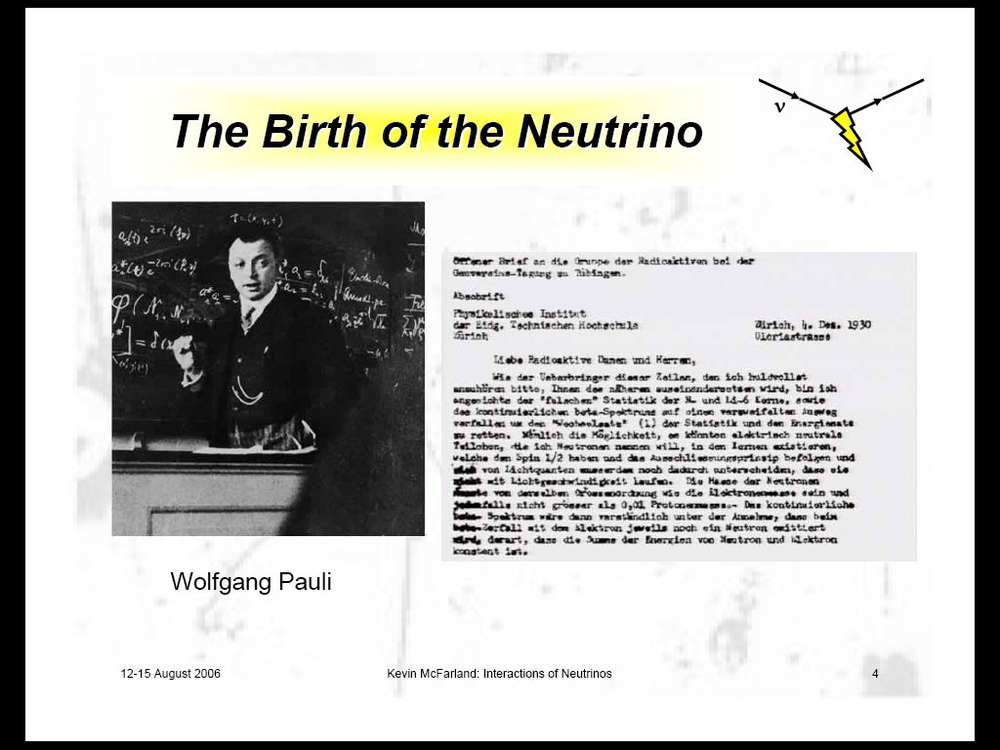 The Birth of the Neutrino
ν
Offener Brief an die Gruppe der Radioaktiven bei der
Gauvereins-Tagung zu Tübingen.
Abschrift
Physikalisches Institut
der Eidg. Technischen Hochschule
Zürich
Zürich, 4. Des. 1930
Gloriastrasse
Liebe Radioaktive Damen und Herren,
Wie der Ueberbringer dieser Zeilen, den ich huldvollst
anzuhören bitte, Ihnen des näheren auseinandersetzen wird, bin ich
angesichts der "falschen" Statistik der N- und Li-6 Kerne, sowie
des kontinuierlichen beta-Spektrums auf einen verzweifelten Ausweg
verfallen um den "Wechselsatz" (1) der Statistik und den Energiesatz
zu retten. Nämlich die Möglichkeit, es könnten elektrisch neutrale
Teilchen, die ich Neutronen nennen will, in den Kernen existieren,
welche den Spin 1/2 haben und das Ausschliessungsprinzip befolgen und
von Lichtquanten ausserdem noch dadurch unterscheiden, dass sie
mit Lichtgeschwindigkeit laufen. Die Masse der Neutronen
von derselben Grossenordnung wie die Elektronenmasse sein und
jedenfalls nicht grösser als 0,01 Protonenmasse.- Das kontinuierliche
beta- Spektrum wäre dann verständlich unter der Annahme, dass beim
beta-Zerfall mit dem Elektron jeweils noch ein Neutron emittiert
wird, derart, dass die Summe der Energien von Neutron und Elektron
konstant ist.
Wolfgang Pauli
12-15 August 2006
Kevin McFarland: Interactions of Neutrinos
4